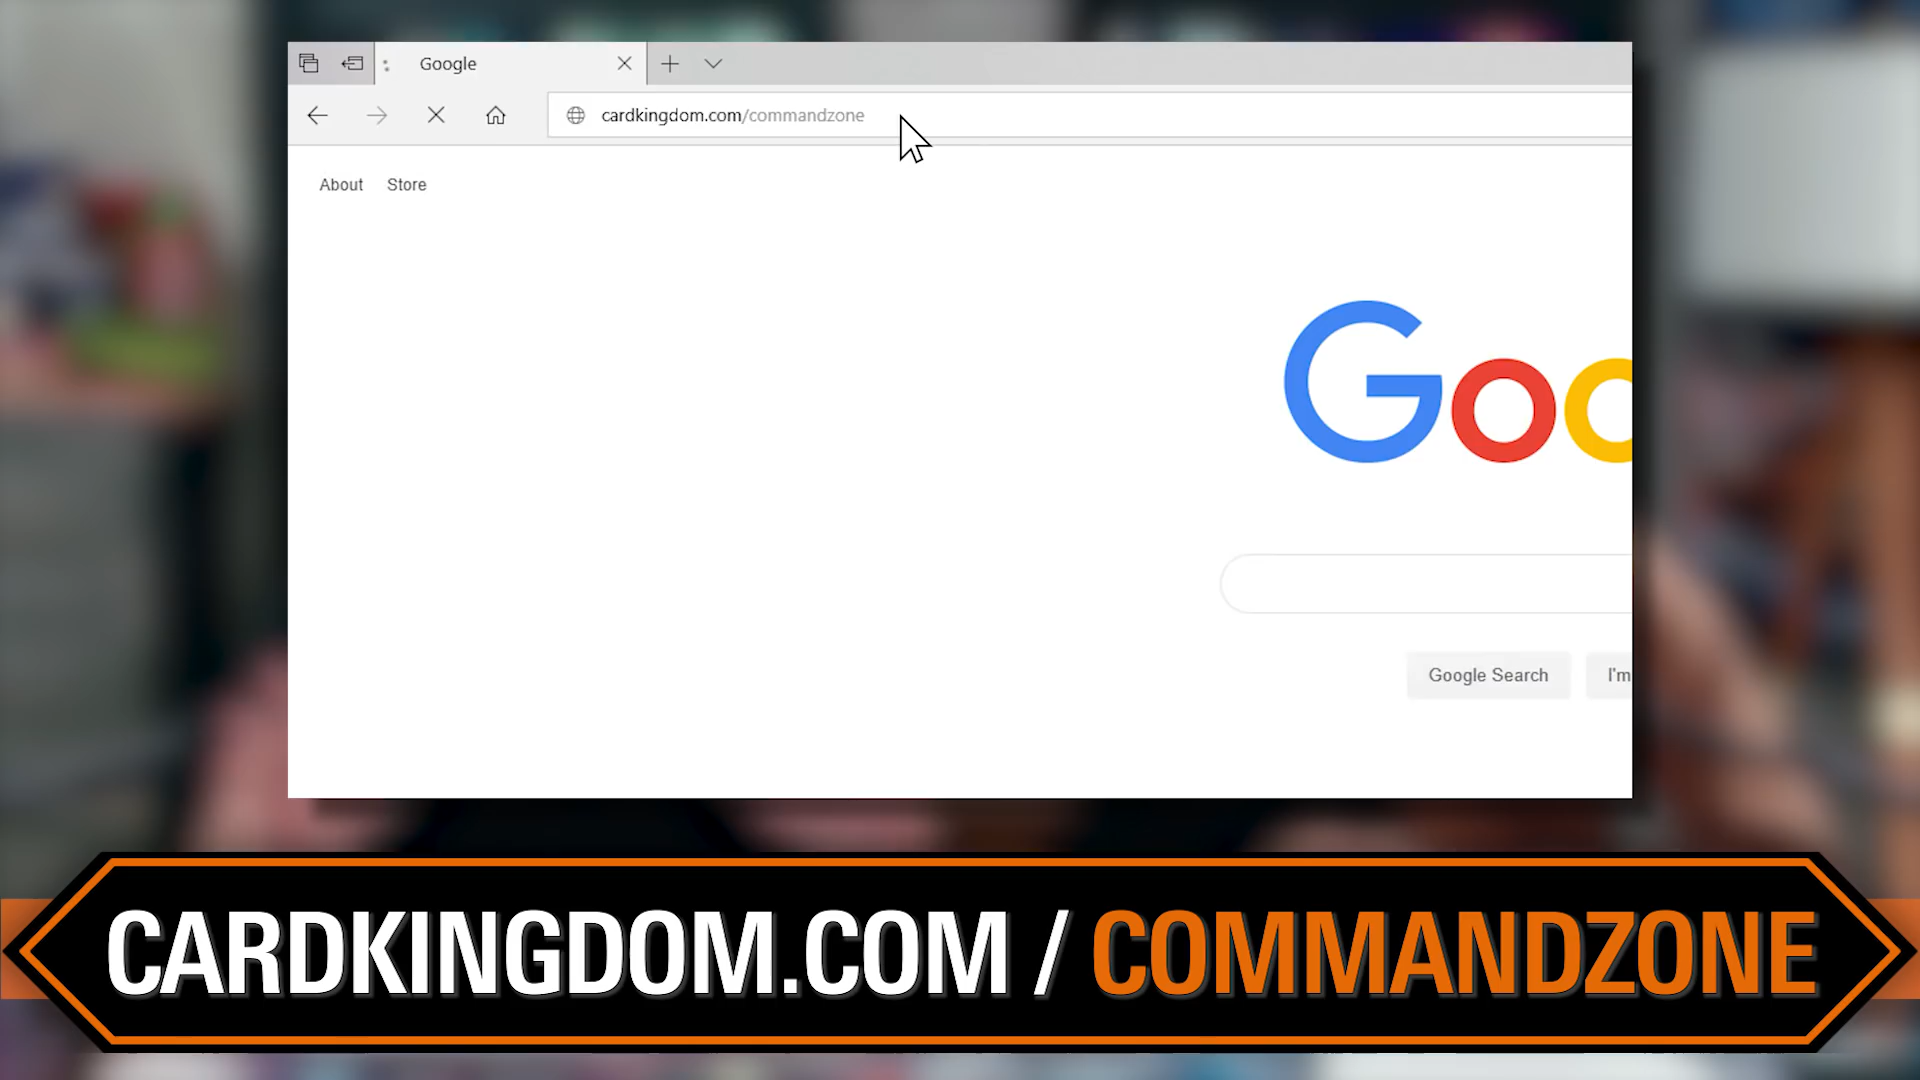 Google
cardkingdom.com/commandzone
About Store
Goo
Google Search I'm
CARDKINGDOM.COM / COMMANDZONE